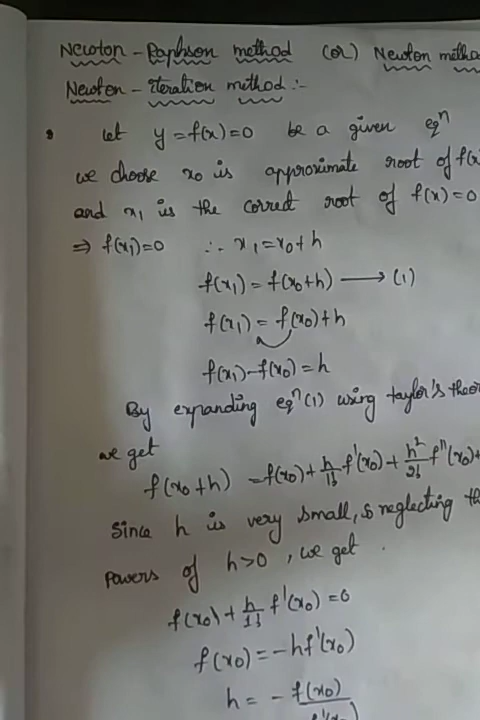 Newton - Raphson method (or) Newton metho
Newton - iteration method :-
Let y = f(x) = 0 be a given eqⁿ
we choose x₀ is approximate root of f(x
and x₁ is the correct root of f(x) = 0
⇒ f(x₁) = 0 ∴ x₁ = x₀ + h
f(x₁) = f(x₀ + h) ⟶ (1)
f(x₁) = f(x₀) + h
f(x₁) - f(x₀) = h
By expanding eqⁿ (1) using taylor's theor
we get
f(x₀ + h) = f(x₀) + h/1! f'(x₀) + h²/2! f''(x₀) +
Since h is very small, so neglecting th
powers of h > 0, we get .
f(x₀) + h/1! f'(x₀) = 0
f(x₀) = -h f'(x₀)
h = - f(x₀)/f'(x₀)